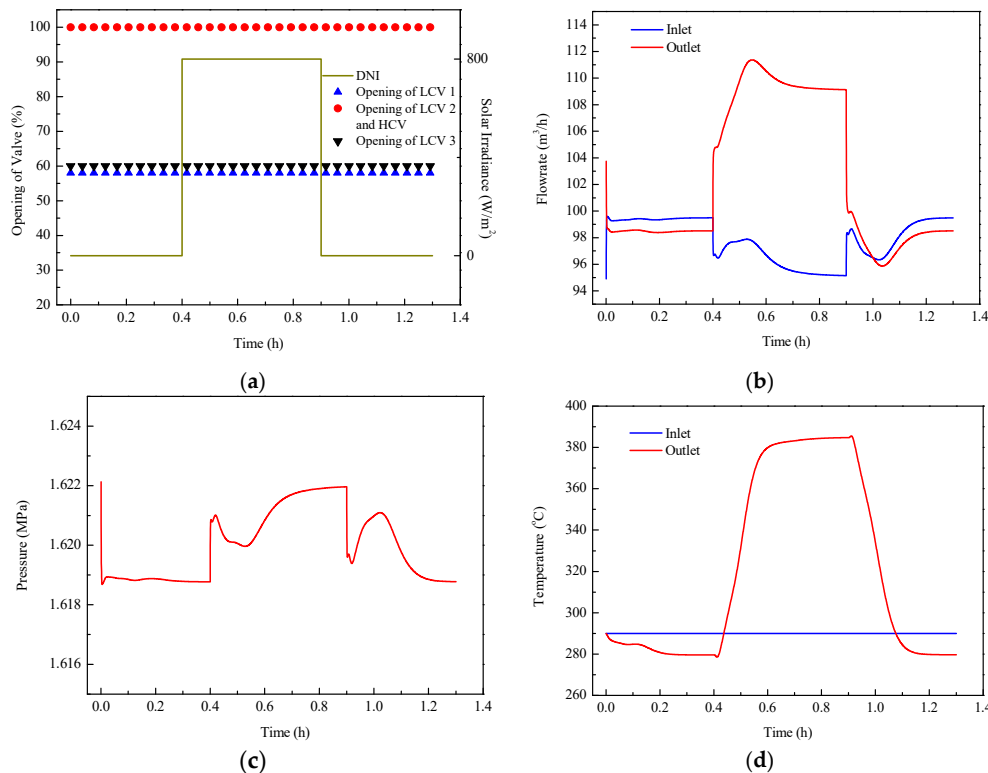 100
90
80
70
60
50
40
30
20
Opening of Valve (%)
800
0
Solar Irradiance (W/m²)
DNI
Opening of LCV 1
Opening of LCV 2
and HCV
Opening of LCV 3
0.0 0.2 0.4 0.6 0.8 1.0 1.2 1.4
Time (h)
(a)
114
112
110
108
106
104
102
100
98
96
94
Flowrate (m³/h)
Inlet
Outlet
0.0 0.2 0.4 0.6 0.8 1.0 1.2 1.4
Time (h)
(b)
1.624
1.622
1.620
1.618
1.616
Pressure (MPa)
0.0 0.2 0.4 0.6 0.8 1.0 1.2 1.4
Time (h)
(c)
400
380
360
340
320
300
280
260
Temperature (°C)
Inlet
Outlet
0.0 0.2 0.4 0.6 0.8 1.0 1.2 1.4
Time (h)
(d)